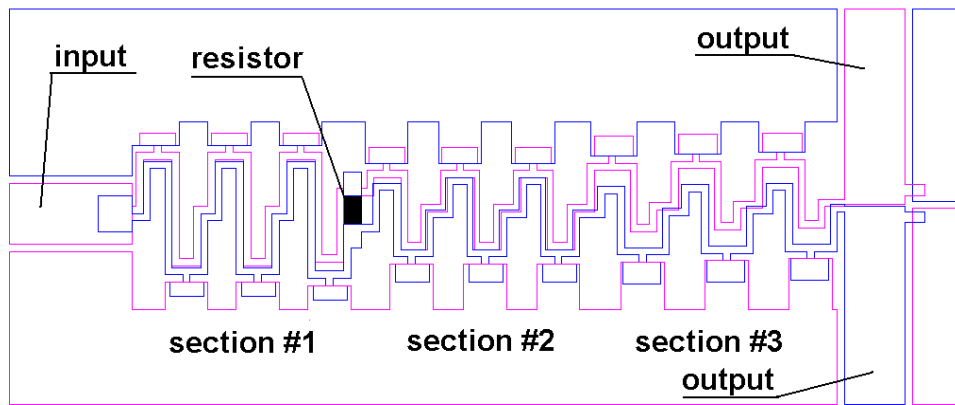 input
resistor
output
section #1
section #2
section #3
output